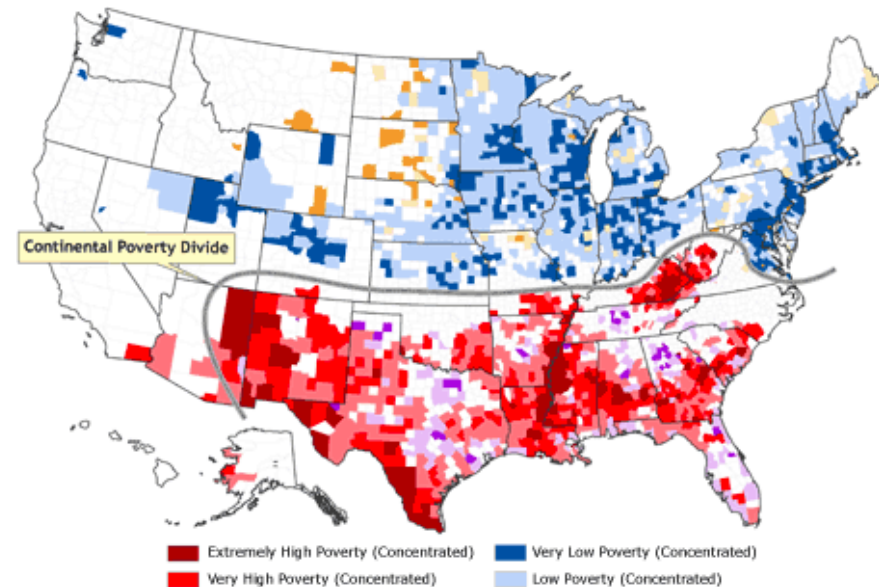 Continental Poverty Divide
Extremely High Poverty (Concentrated)
Very Low Poverty (Concentrated)
Very High Poverty (Concentrated)
Low Poverty (Concentrated)